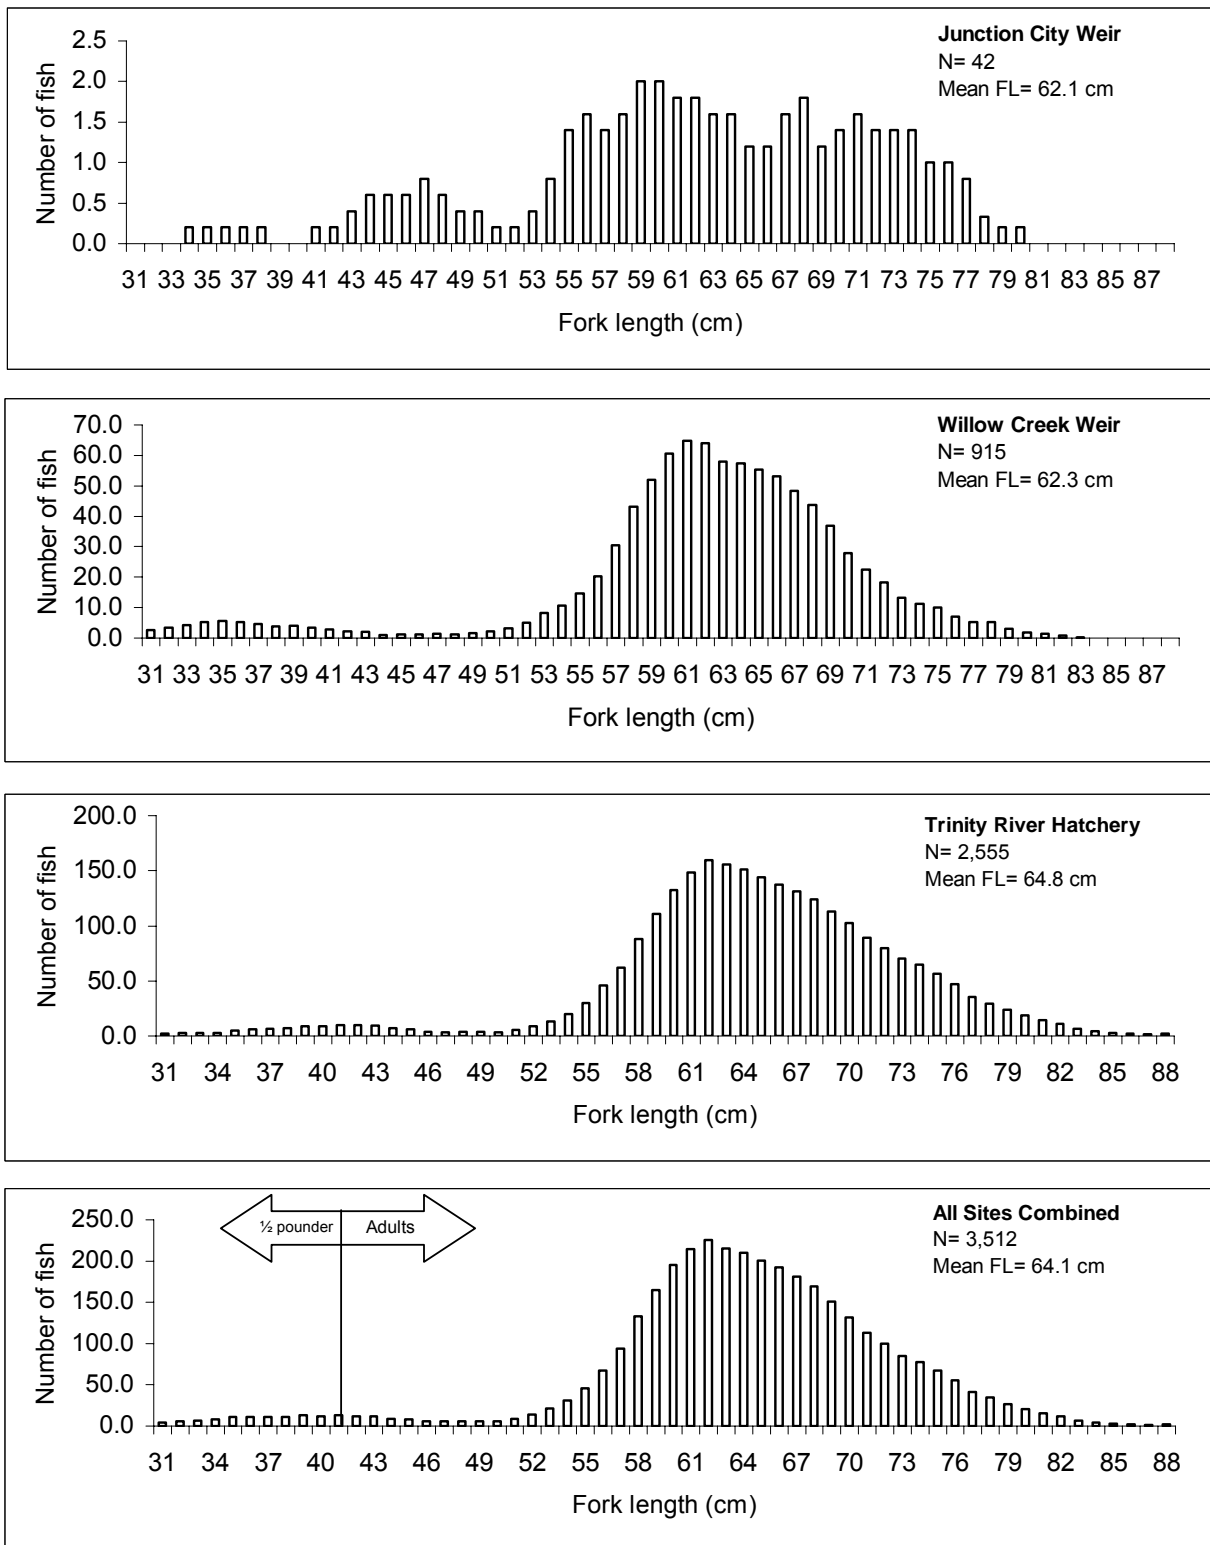 Junction City Weir
N= 42
Mean FL= 62.1 cm
Number of fish
2.5
2.0
1.5
1.0
0.5
0.0
31 33 35 37 39 41 43 45 47 49 51 53 55 57 59 61 63 65 67 69 71 73 75 77 79 81 83 85 87
Fork length (cm)
Willow Creek Weir
N= 915
Mean FL= 62.3 cm
Number of fish
70.0
60.0
50.0
40.0
30.0
20.0
10.0
0.0
31 33 35 37 39 41 43 45 47 49 51 53 55 57 59 61 63 65 67 69 71 73 75 77 79 81 83 85 87
Fork length (cm)
Trinity River Hatchery
N= 2,555
Mean FL= 64.8 cm
Number of fish
200.0
150.0
100.0
50.0
0.0
31 34 37 40 43 46 49 52 55 58 61 64 67 70 73 76 79 82 85 88
Fork length (cm)
All Sites Combined
N= 3,512
Mean FL= 64.1 cm
½ pounder Adults
Number of fish
250.0
200.0
150.0
100.0
50.0
0.0
31 34 37 40 43 46 49 52 55 58 61 64 67 70 73 76 79 82 85 88
Fork length (cm)